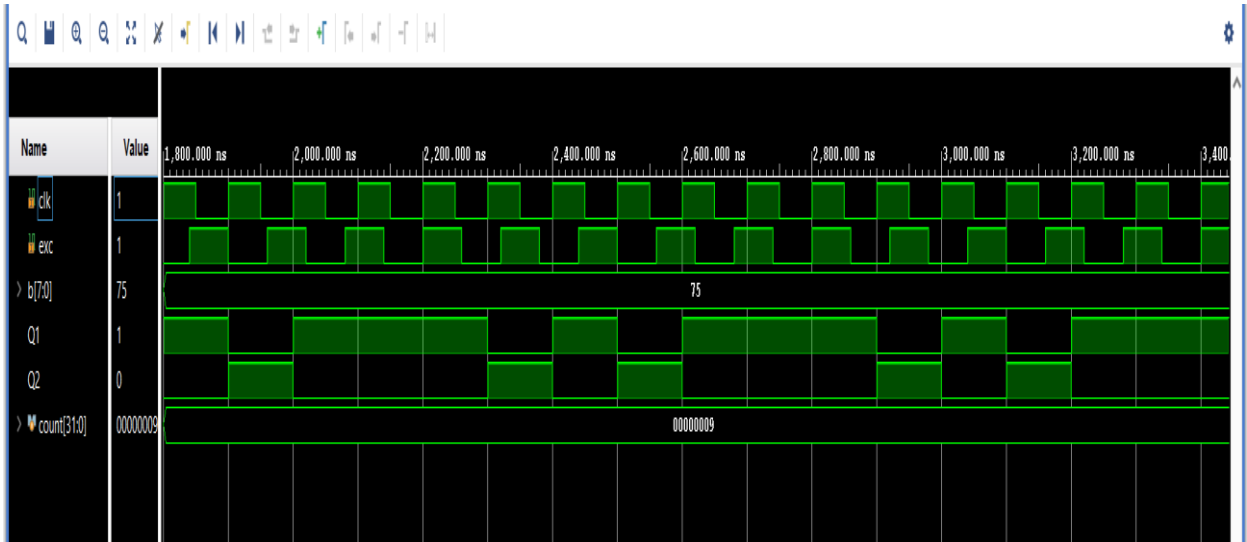 Name Value 1,800.000 ns 2,000.000 ns 2,200.000 ns 2,400.000 ns 2,600.000 ns 2,800.000 ns 3,000.000 ns 3,200.000 ns 3,400.
clk 1
exc 1
b[7:0] 75 75
Q1 1
Q2 0
count[31:0] 00000009 00000009